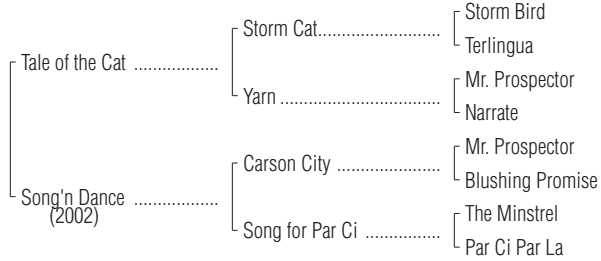 Storm Bird
Storm Cat........................
Terlingua
Tale of the Cat .................
Mr. Prospector
Yarn ................................
Narrate
Mr. Prospector
Carson City .....................
Blushing Promise
Song'n Dance .................
(2002)
The Minstrel
Song for Par Ci ...............
Par Ci Par La